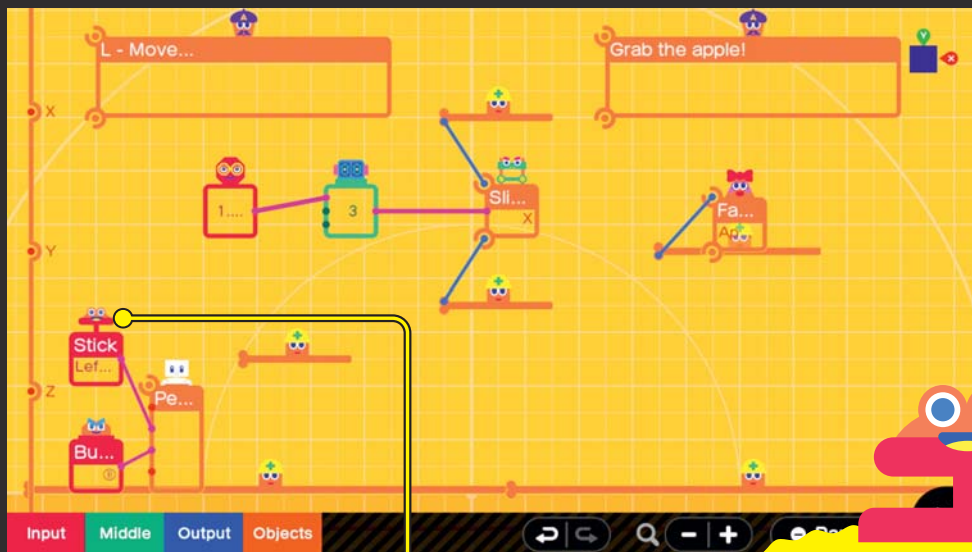 L - Move...
Grab the apple!
Y
X
X
1....
3
Sli...
X
Fa...
Y
Stick
Lef...
Z
Pe...
Bu...
B
Input
Middle
Output
Objects